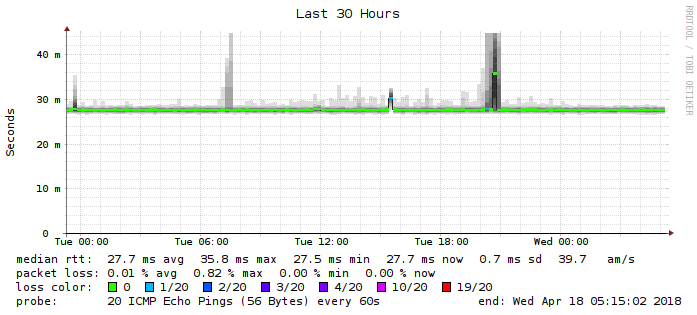 Last 30 Hours
RRDTOOL / TOBI OETIKER
Seconds
40 m
30 m
20 m
10 m
0
Tue 00:00 Tue 06:00 Tue 12:00 Tue 18:00 Wed 00:00
median rtt: 27.7 ms avg 35.8 ms max 27.5 ms min 27.7 ms now 0.7 ms sd 39.7 am/s
packet loss: 0.01 % avg 0.82 % max 0.00 % min 0.00 % now
loss color: 0 1/20 2/20 3/20 4/20 10/20 19/20
probe: 20 ICMP Echo Pings (56 Bytes) every 60s end: Wed Apr 18 05:15:02 2018